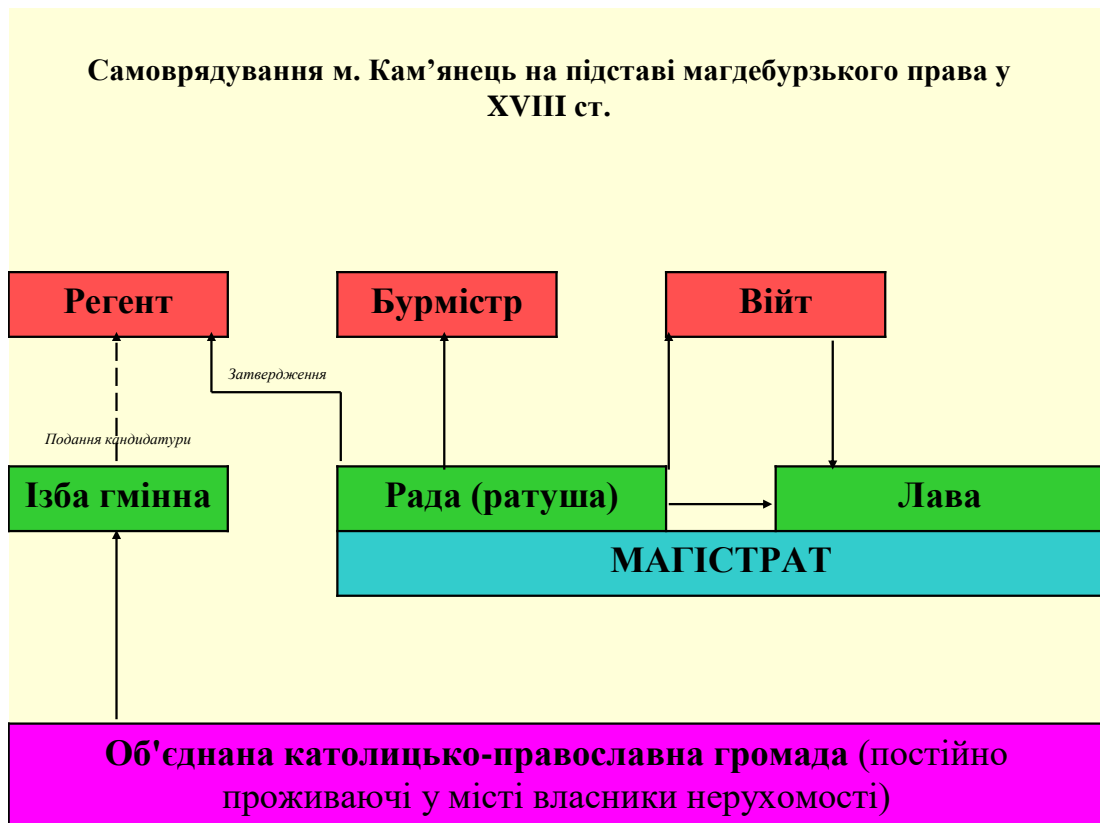 Самоврядування м. Кам’янець на підставі магдебурзького права у
XVIII ст.
Регент
Бурмістр
Війт
Затвердження
Подання кандидатури
Ізба гмінна
Рада (ратуша)
Лава
МАГІСТРАТ
Об'єднана католицько-православна громада (постійно
проживаючі у місті власники нерухомості)